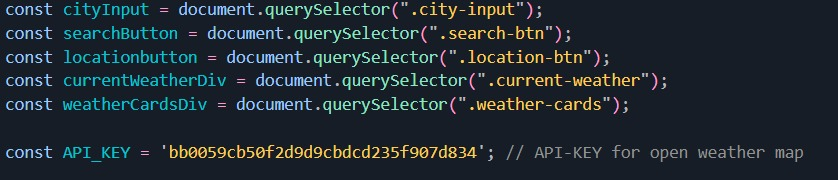 const cityInput = document.querySelector(".city-input");
const searchButton = document.querySelector(".search-btn");
const locationbutton = document.querySelector(".location-btn");
const currentWeatherDiv = document.querySelector(".current-weather");
const weatherCardsDiv = document.querySelector(".weather-cards");
const API_KEY = 'bb0059cb50f2d9d9cbdcd235f907d834'; // API-KEY for open weather map